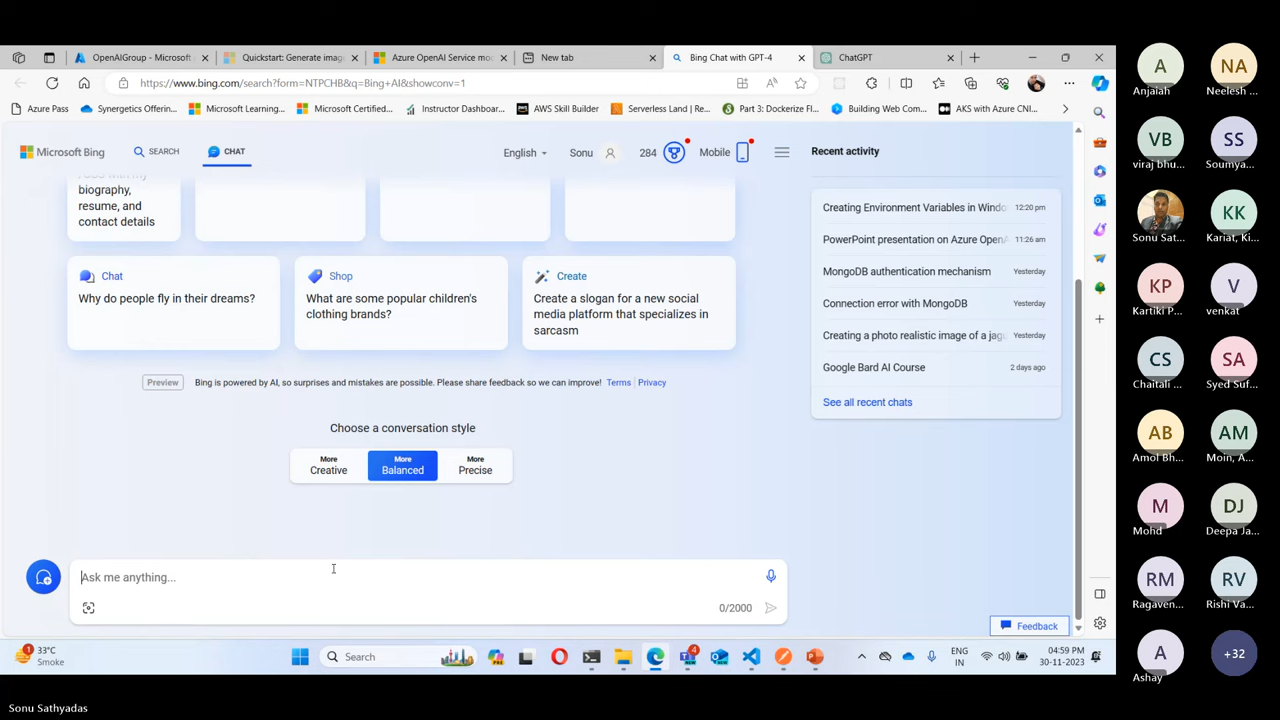 OpenAIGroup - Microsoft
Quickstart: Generate image
Azure OpenAI Service mod
New tab
Bing Chat with GPT-4
ChatGPT
https://www.bing.com/search?form=NTPCHB&q=Bing+AI&showconv=1
Azure Pass
Synergetics Offering...
Microsoft Learning...
Microsoft Certified...
Instructor Dashboar...
AWS Skill Builder
Serverless Land | Re...
Part 3: Dockerize Fl...
Building Web Com...
AKS with Azure CNI...
Microsoft Bing
SEARCH
CHAT
English
Sonu
284
Mobile
Recent activity
biography,
resume, and
contact details
Chat
Why do people fly in their dreams?
Shop
What are some popular children's
clothing brands?
Create
Create a slogan for a new social
media platform that specializes in
sarcasm
Preview
Bing is powered by AI, so surprises and mistakes are possible. Please share feedback so we can improve!
Terms
Privacy
Choose a conversation style
More
Creative
More
Balanced
More
Precise
Ask me anything...
0/2000
Creating Environment Variables in Windo
12:20 pm
PowerPoint presentation on Azure OpenA
11:26 am
MongoDB authentication mechanism
Yesterday
Connection error with MongoDB
Yesterday
Creating a photo realistic image of a jagu
Yesterday
Google Bard AI Course
2 days ago
See all recent chats
Feedback
1
33°C
Smoke
Search
PRE
4
NEW
NEW
ENG
IN
04:59 PM
30-11-2023
A
Anjaiah
NA
Neelesh ...
VB
viraj bhu...
SS
Soumya...
Sonu Sat...
KK
Kariat, Ki...
KP
Kartiki P...
V
venkat
CS
Chaitali ...
SA
Syed Suf...
AB
Amol Bh...
AM
Moin, A...
M
Mohd
DJ
Deepa Ja...
RM
Ragaven...
RV
Rishi Va...
A
Ashay
+32
Sonu Sathyadas